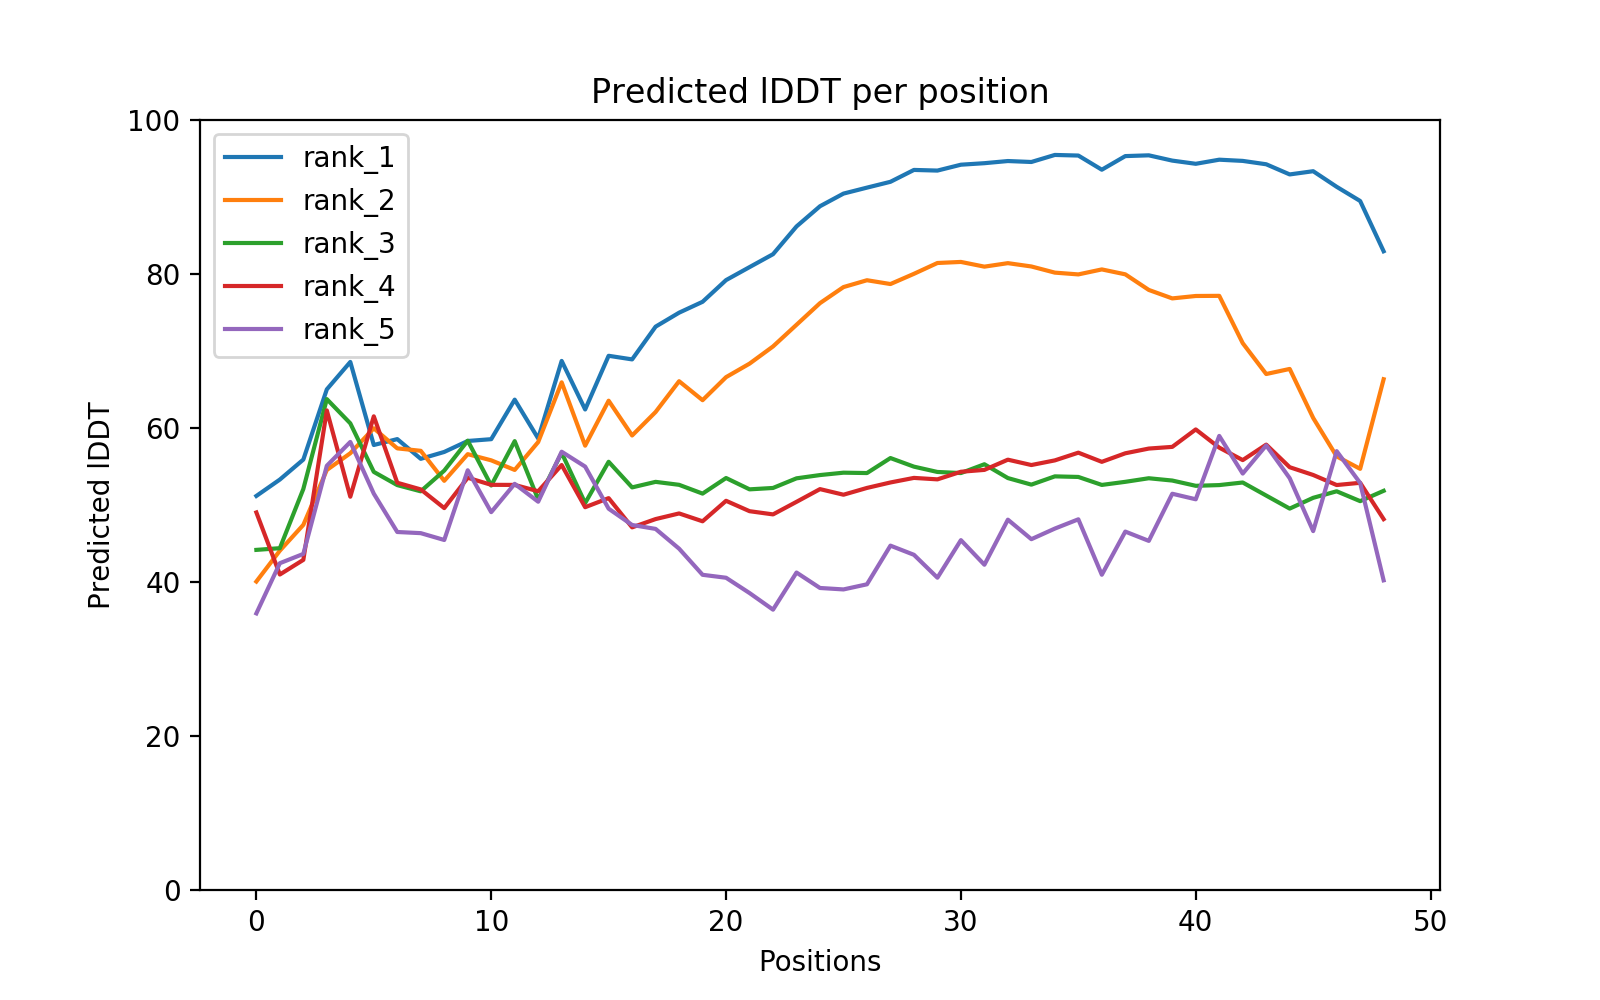 Predicted lDDT per position
100
80
60
40
20
0
Predicted lDDT
rank_1
rank_2
rank_3
rank_4
rank_5
0 10 20 30 40 50
Positions